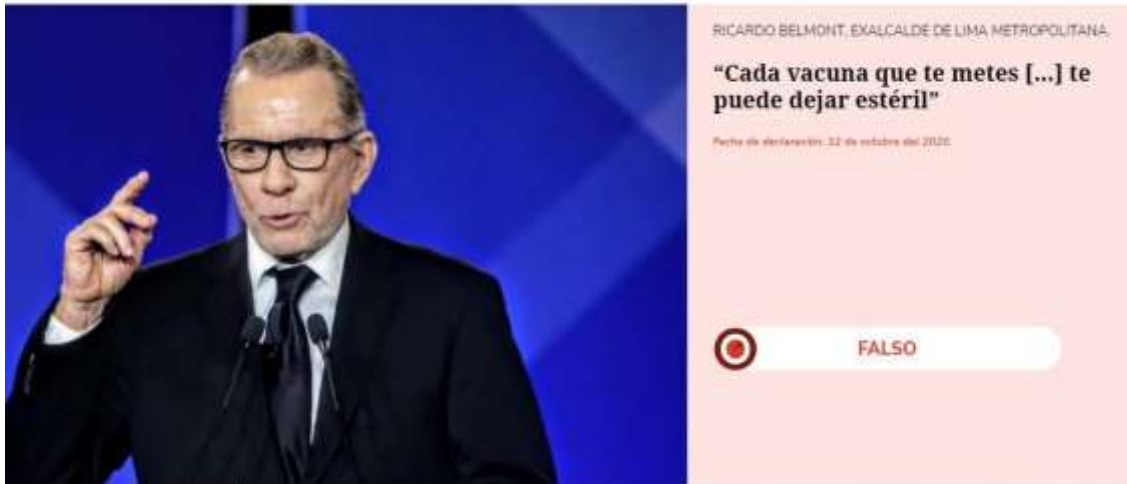 RICARDO BELMONT, EXALCALDE DE LIMA METROPOLITANA.
“Cada vacuna que te metes [...] te
puede dejar estéril”
Fecha de declaración: 22 de octubre del 2020
FALSO